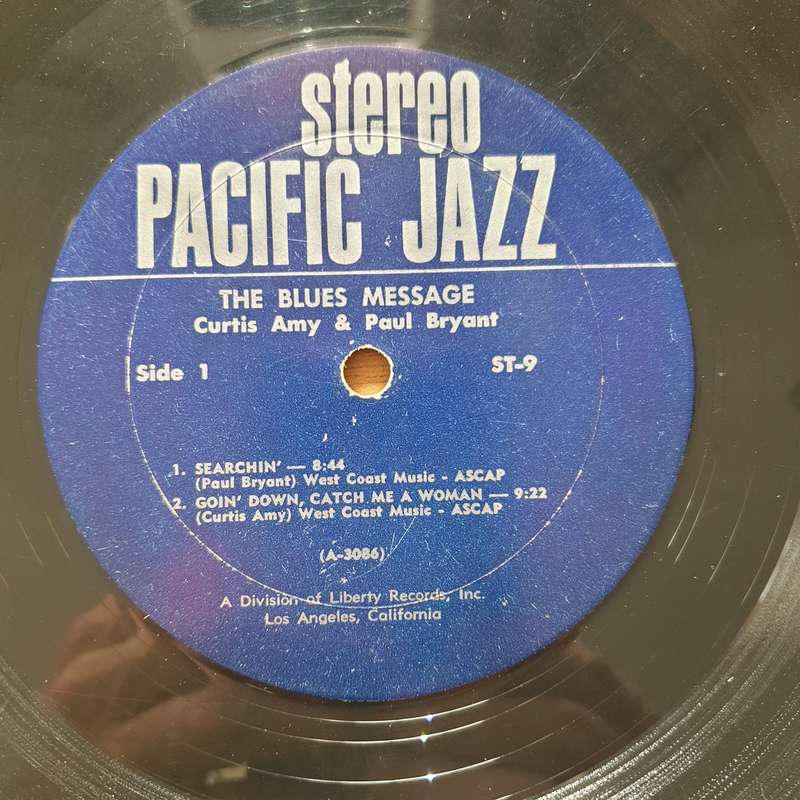 stereo
PACIFIC JAZZ
THE BLUES MESSAGE
Curtis Amy & Paul Bryant
Side 1 ST-9
1. SEARCHIN' — 8:44
(Paul Bryant) West Coast Music - ASCAP
2. GOIN' DOWN, CATCH ME A WOMAN — 9:22
(Curtis Amy) West Coast Music - ASCAP
(A-3086)
A Division of Liberty Records, Inc.
Los Angeles, California